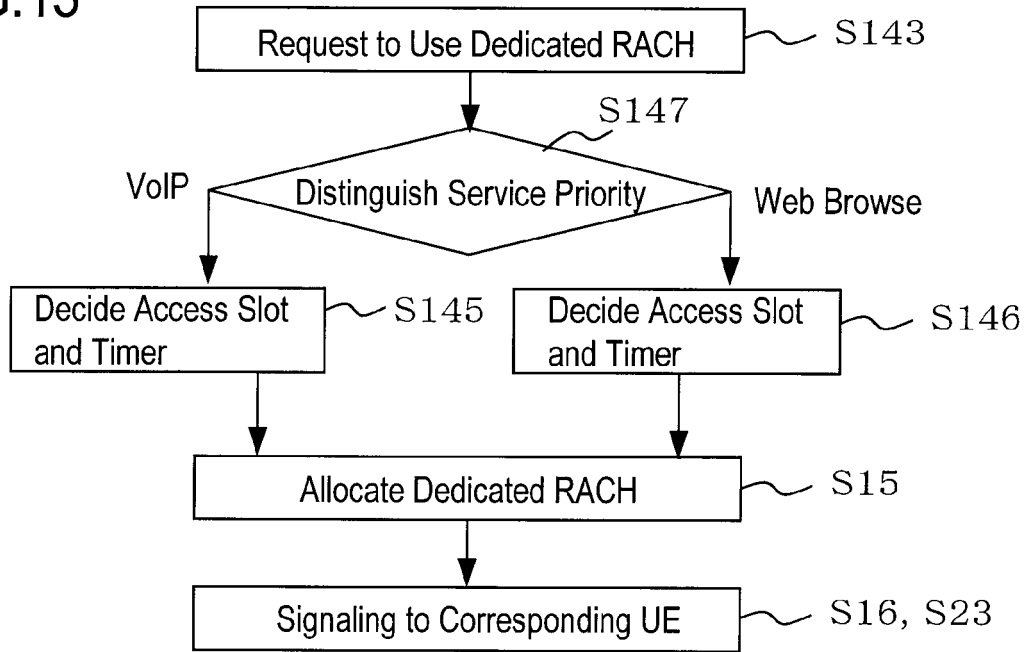 Request to Use Dedicated RACH
S143
S147
Distinguish Service Priority
VoIP
Web Browse
Decide Access Slot
and Timer
S145
Decide Access Slot
and Timer
S146
Allocate Dedicated RACH
S15
Signaling to Corresponding UE
S16, S23